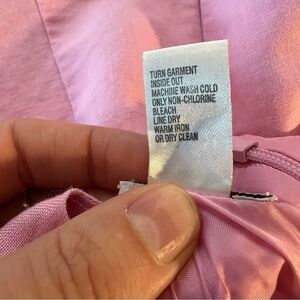 TURN GARMENT
INSIDE OUT
MACHINE WASH COLD
ONLY NON-CHLORINE
BLEACH
LINE DRY
WARM IRON
OR DRY CLEAN